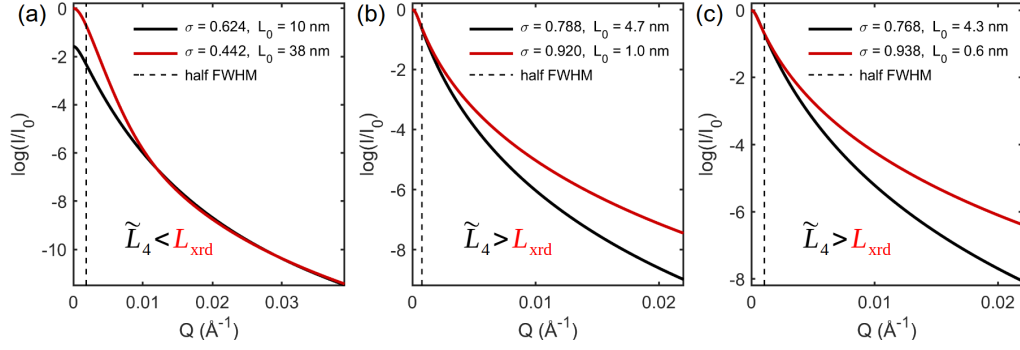 (a)
σ = 0.624, L₀ = 10 nm
σ = 0.442, L₀ = 38 nm
half FWHM
log(I/I₀)
0
-2
-4
-6
-8
-10
L̃₄ < Lₓᵣd
0
0.01
0.02
0.03
Q (Å⁻¹)
(b)
σ = 0.788, L₀ = 4.7 nm
σ = 0.920, L₀ = 1.0 nm
half FWHM
log(I/I₀)
0
-2
-4
-6
-8
L̃₄ > Lₓᵣd
0
0.01
0.02
Q (Å⁻¹)
(c)
σ = 0.768, L₀ = 4.3 nm
σ = 0.938, L₀ = 0.6 nm
half FWHM
log(I/I₀)
0
-2
-4
-6
-8
L̃₄ > Lₓᵣd
0
0.01
0.02
Q (Å⁻¹)